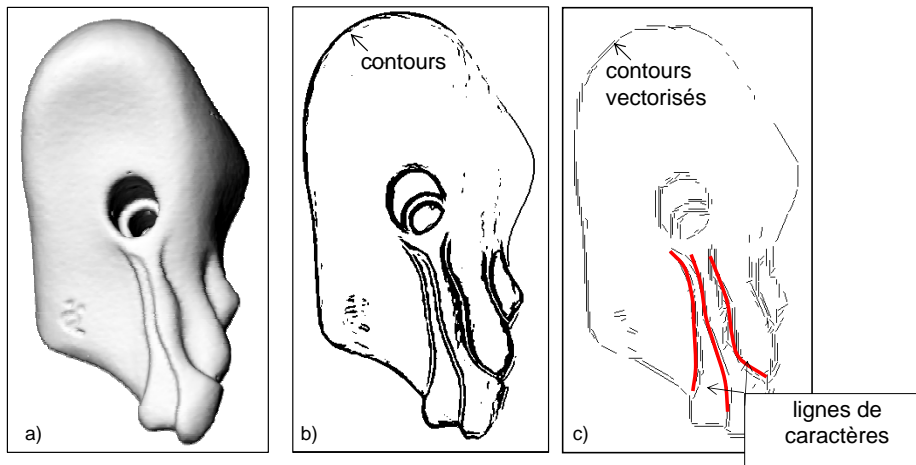 a)
contours
b)
contours
vectorisés
c)
lignes de
caractères